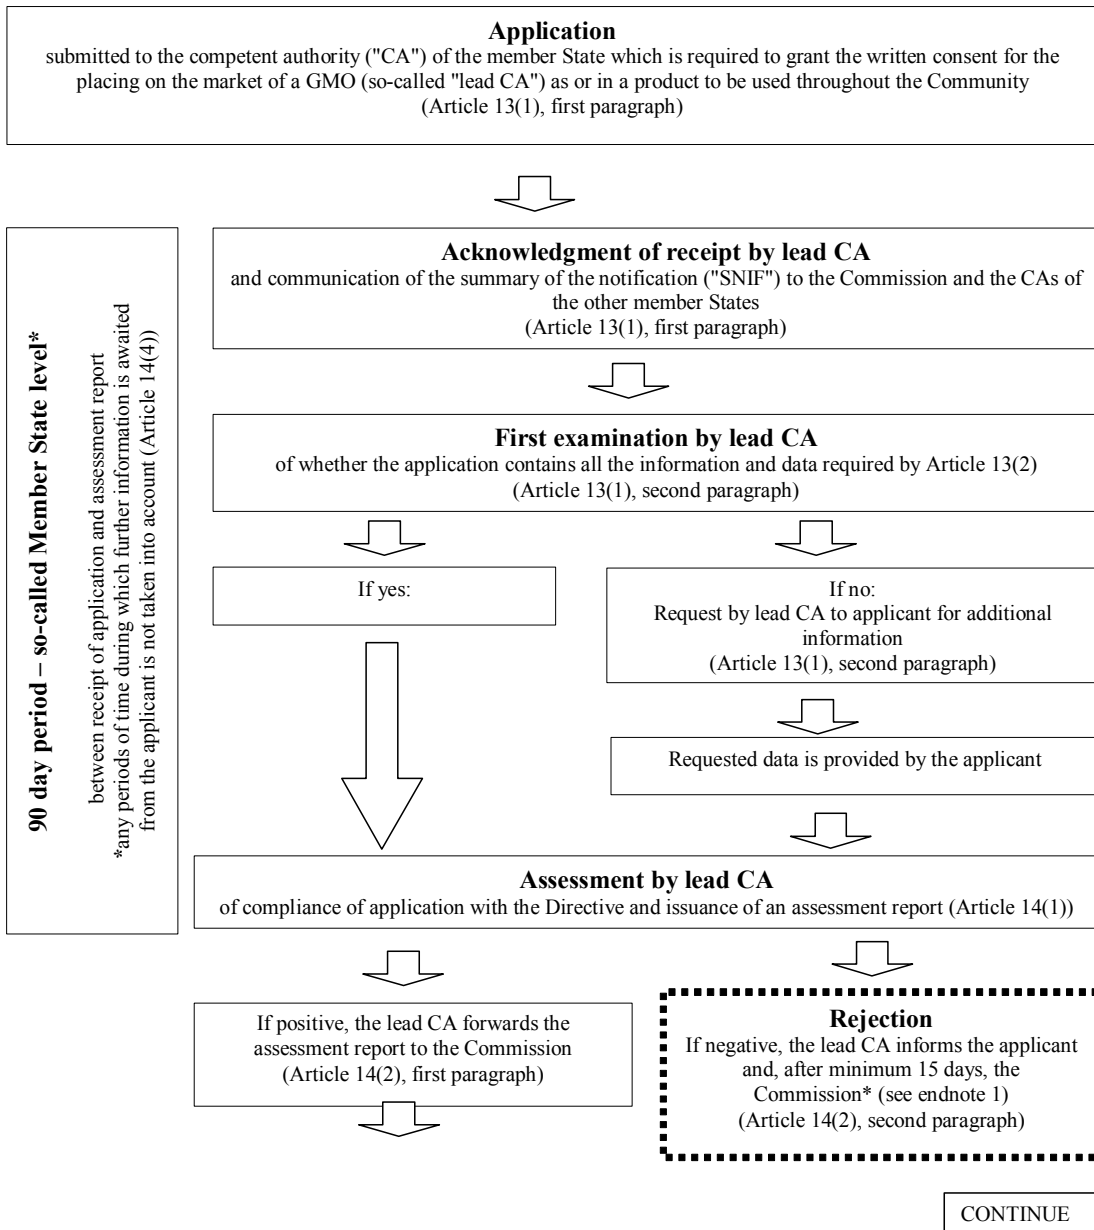 Application
submitted to the competent authority ("CA") of the member State which is required to grant the written consent for the
placing on the market of a GMO (so-called "lead CA") as or in a product to be used throughout the Community
(Article 13(1), first paragraph)
90 day period – so-called Member State level*
between receipt of application and assessment report
*any periods of time during which further information is awaited
from the applicant is not taken into account (Article 14(4))
Acknowledgment of receipt by lead CA
and communication of the summary of the notification ("SNIF") to the Commission and the CAs of
the other member States
(Article 13(1), first paragraph)
First examination by lead CA
of whether the application contains all the information and data required by Article 13(2)
(Article 13(1), second paragraph)
If yes:
If no:
Request by lead CA to applicant for additional
information
(Article 13(1), second paragraph)
Requested data is provided by the applicant
Assessment by lead CA
of compliance of application with the Directive and issuance of an assessment report (Article 14(1))
If positive, the lead CA forwards the
assessment report to the Commission
(Article 14(2), first paragraph)
Rejection
If negative, the lead CA informs the applicant
and, after minimum 15 days, the
Commission* (see endnote 1)
(Article 14(2), second paragraph)
CONTINUE